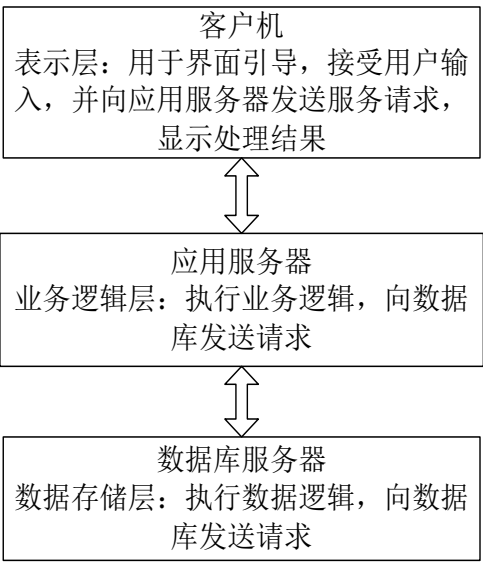 客户机
表示层：用于界面引导，接受用户输
入，并向应用服务器发送服务请求，
显示处理结果
应用服务器
业务逻辑层：执行业务逻辑，向数据
库发送请求
数据库服务器
数据存储层：执行数据逻辑，向数据
库发送请求